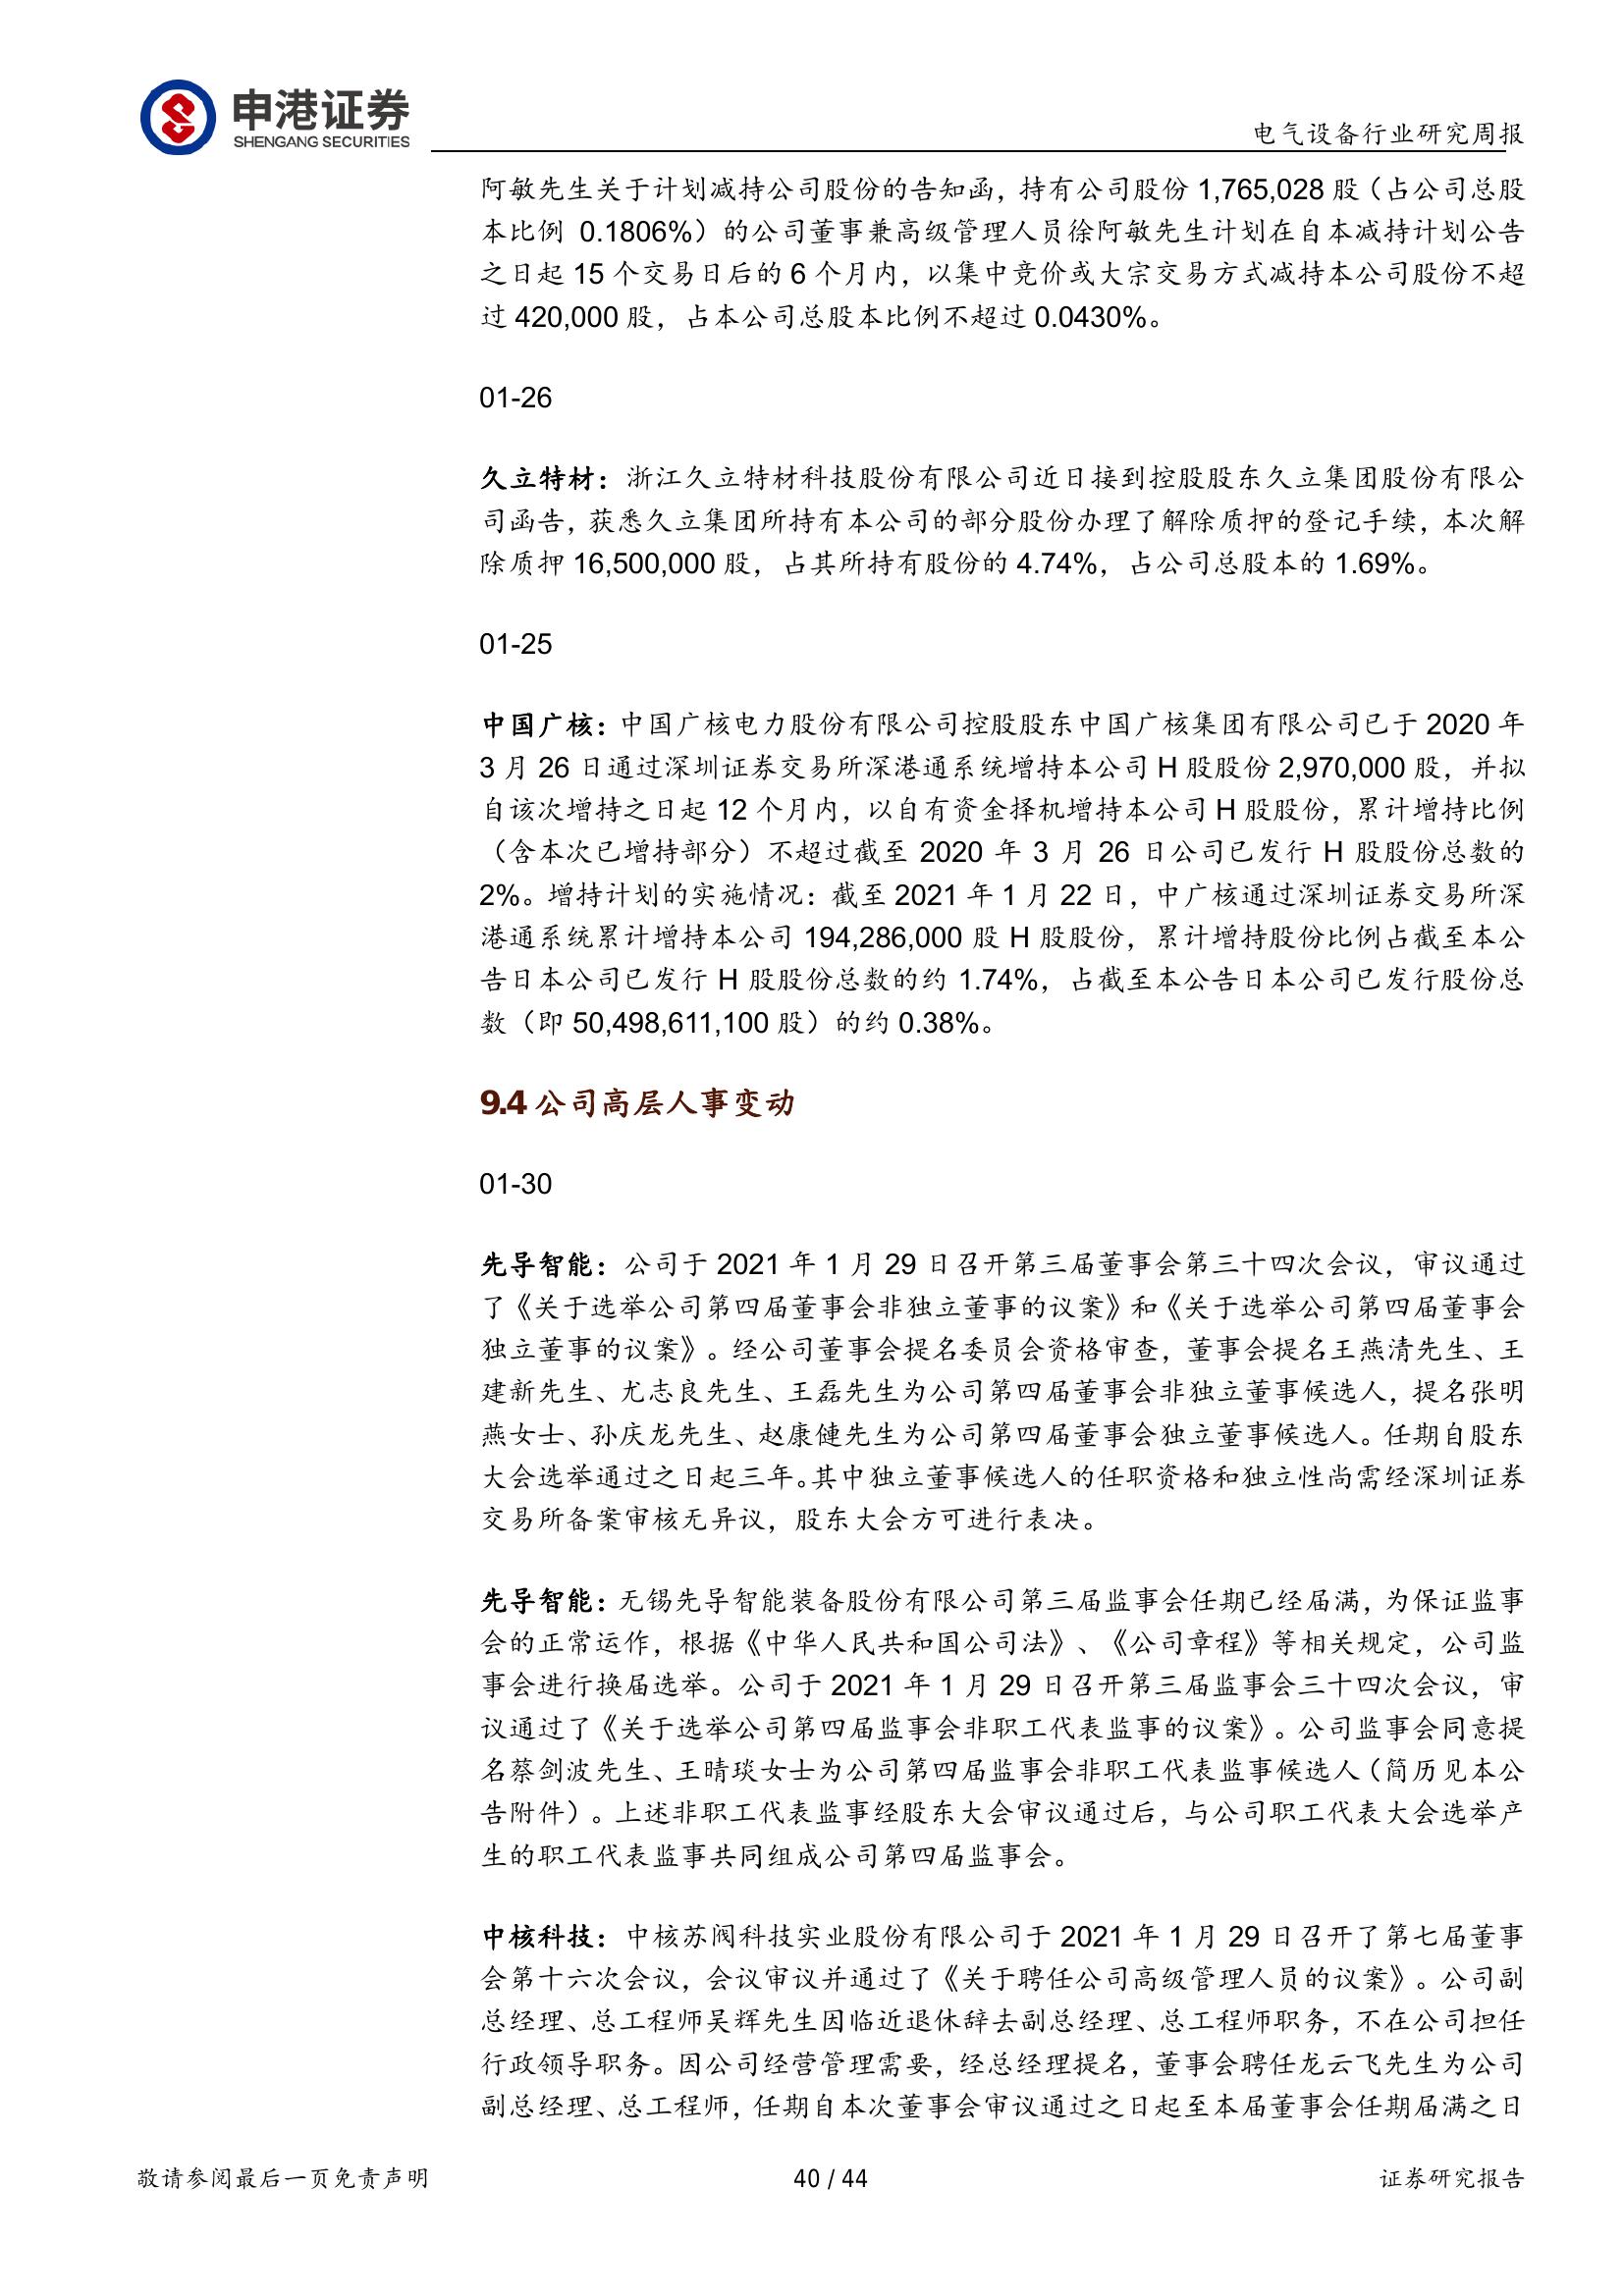 申港证券
SHENGANG SECURITIES
电气设备行业研究周报
阿敏先生关于计划减持公司股份的告知函，持有公司股份 1,765,028 股（占公司总股
本比例 0.1806%）的公司董事兼高级管理人员徐阿敏先生计划在自本减持计划公告
之日起 15 个交易日后的 6 个月内，以集中竞价或大宗交易方式减持本公司股份不超
过 420,000 股，占本公司总股本比例不超过 0.0430%。
01-26
久立特材：浙江久立特材科技股份有限公司近日接到控股股东久立集团股份有限公
司函告，获悉久立集团所持有本公司的部分股份办理了解除质押的登记手续，本次解
除质押 16,500,000 股，占其所持有股份的 4.74%，占公司总股本的 1.69%。
01-25
中国广核：中国广核电力股份有限公司控股股东中国广核集团有限公司已于 2020 年
3 月 26 日通过深圳证券交易所深港通系统增持本公司 H 股股份 2,970,000 股，并拟
自该次增持之日起 12 个月内，以自有资金择机增持本公司 H 股股份，累计增持比例
（含本次已增持部分）不超过截至 2020 年 3 月 26 日公司已发行 H 股股份总数的
2%。增持计划的实施情况：截至 2021 年 1 月 22 日，中广核通过深圳证券交易所深
港通系统累计增持本公司 194,286,000 股 H 股股份，累计增持股份比例占截至本公
告日本公司已发行 H 股股份总数的约 1.74%，占截至本公告日本公司已发行股份总
数（即 50,498,611,100 股）的约 0.38%。
9.4 公司高层人事变动
01-30
先导智能：公司于 2021 年 1 月 29 日召开第三届董事会第三十四次会议，审议通过
了《关于选举公司第四届董事会非独立董事的议案》和《关于选举公司第四届董事会
独立董事的议案》。经公司董事会提名委员会资格审查，董事会提名王燕清先生、王
建新先生、尤志良先生、王磊先生为公司第四届董事会非独立董事候选人，提名张明
燕女士、孙庆龙先生、赵康僆先生为公司第四届董事会独立董事候选人。任期自股东
大会选举通过之日起三年。其中独立董事候选人的任职资格和独立性尚需经深圳证券
交易所备案审核无异议，股东大会方可进行表决。
先导智能：无锡先导智能装备股份有限公司第三届监事会任期已经届满，为保证监事
会的正常运作，根据《中华人民共和国公司法》、《公司章程》等相关规定，公司监
事会进行换届选举。公司于 2021 年 1 月 29 日召开第三届监事会三十四次会议，审
议通过了《关于选举公司第四届监事会非职工代表监事的议案》。公司监事会同意提
名蔡剑波先生、王晴琰女士为公司第四届监事会非职工代表监事候选人（简历见本公
告附件）。上述非职工代表监事经股东大会审议通过后，与公司职工代表大会选举产
生的职工代表监事共同组成公司第四届监事会。
中核科技：中核苏阀科技实业股份有限公司于 2021 年 1 月 29 日召开了第七届董事
会第十六次会议，会议审议并通过了《关于聘任公司高级管理人员的议案》。公司副
总经理、总工程师吴辉先生因临近退休辞去副总经理、总工程师职务，不在公司担任
行政领导职务。因公司经营管理需要，经总经理提名，董事会聘任龙云飞先生为公司
副总经理、总工程师，任期自本次董事会审议通过之日起至本届董事会任期届满之日
敬请参阅最后一页免责声明
40 / 44
证券研究报告